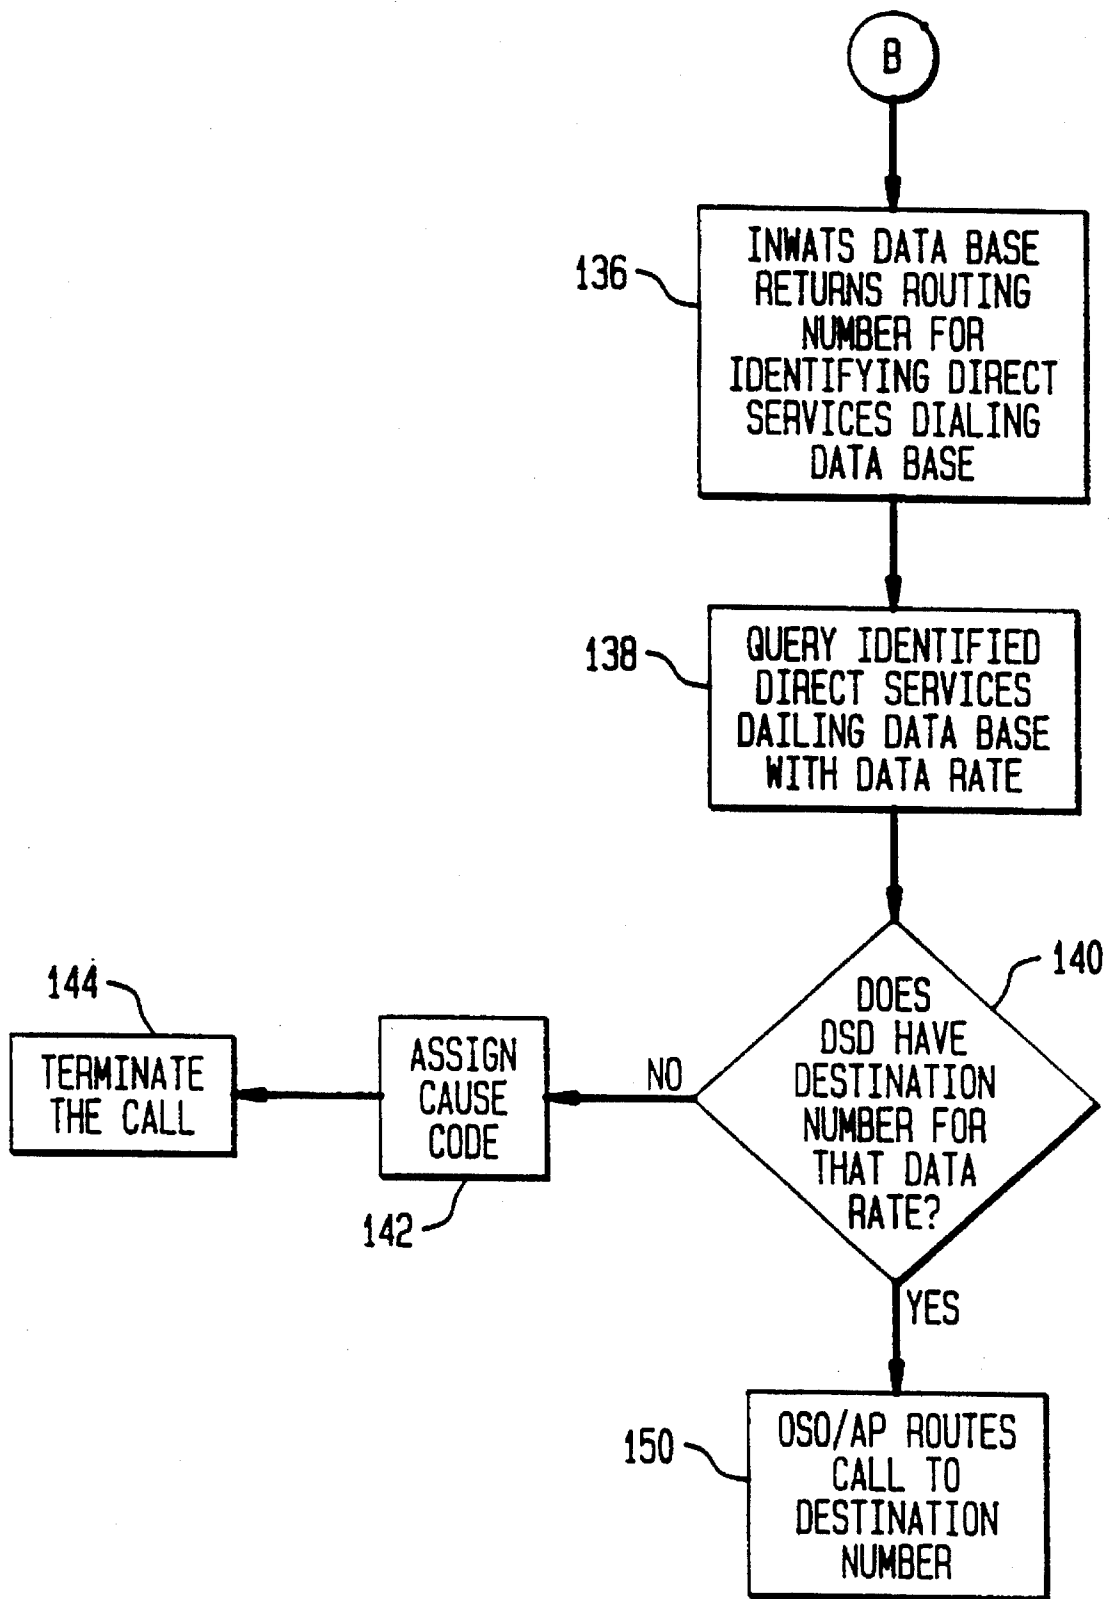 B
136
INWATS DATA BASE
RETURNS ROUTING
NUMBER FOR
IDENTIFYING DIRECT
SERVICES DIALING
DATA BASE
138
QUERY IDENTIFIED
DIRECT SERVICES
DAILING DATA BASE
WITH DATA RATE
140
DOES
DSD HAVE
DESTINATION
NUMBER FOR
THAT DATA
RATE?
NO
ASSIGN
CAUSE
CODE
142
144
TERMINATE
THE CALL
YES
150
OSO/AP ROUTES
CALL TO
DESTINATION
NUMBER